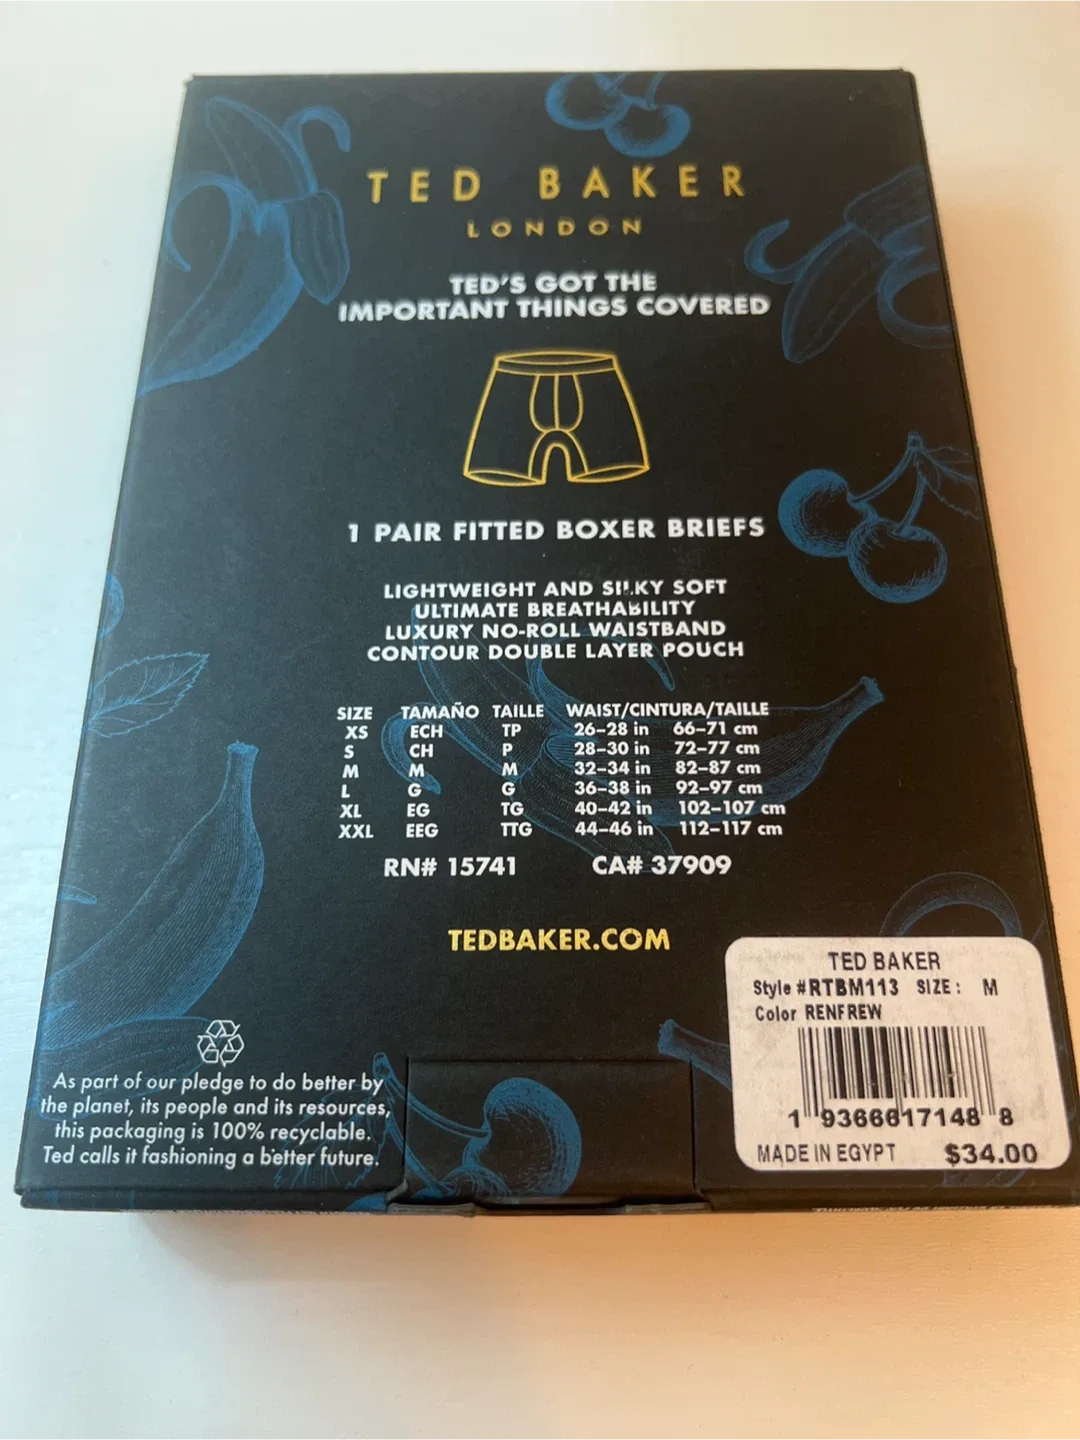 TED BAKER
LONDON
TED'S GOT THE
IMPORTANT THINGS COVERED
1 PAIR FITTED BOXER BRIEFS
LIGHTWEIGHT AND SILKY SOFT
ULTIMATE BREATHABILITY
LUXURY NO-ROLL WAISTBAND
CONTOUR DOUBLE LAYER POUCH
SIZE TAMAÑO TAILLE WAIST/CINTURA/TAILLE
XS ECH TP 26–28 in 66–71 cm
S CH P 28–30 in 72–77 cm
M M M 32–34 in 82–87 cm
L G G 36–38 in 92–97 cm
XL EG TG 40–42 in 102–107 cm
XXL EEG TTG 44–46 in 112–117 cm
RN# 15741 CA# 37909
TEDBAKER.COM
As part of our pledge to do better by
the planet, its people and its resources,
this packaging is 100% recyclable.
Ted calls it fashioning a better future.
TED BAKER
Style #RTBM113 SIZE: M
Color RENFREW
1 9366617148 8
MADE IN EGYPT $34.00